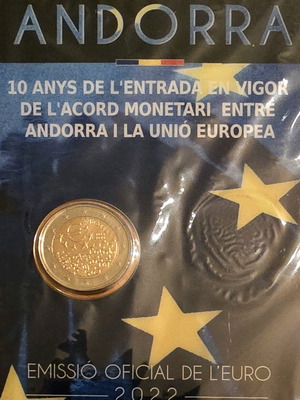 ANDORRA
10 ANYS DE L'ENTRADA EN VIGOR
DE L'ACORD MONETARI ENTRE
ANDORRA I LA UNIÓ EUROPEA
EMISSIÓ OFICIAL DE L'EURO
2022